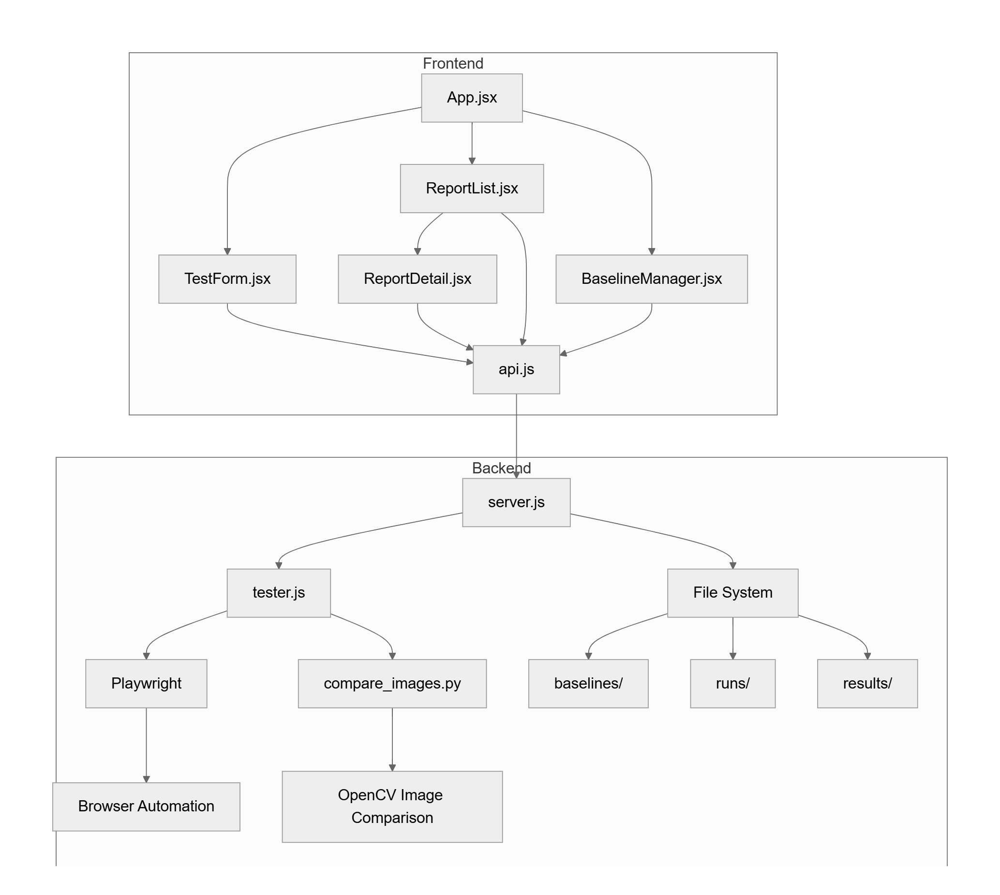 Frontend
App.jsx
ReportList.jsx
TestForm.jsx
ReportDetail.jsx
BaselineManager.jsx
api.js
Backend
server.js
tester.js
File System
Playwright
compare_images.py
baselines/
runs/
results/
Browser Automation
OpenCV Image
Comparison